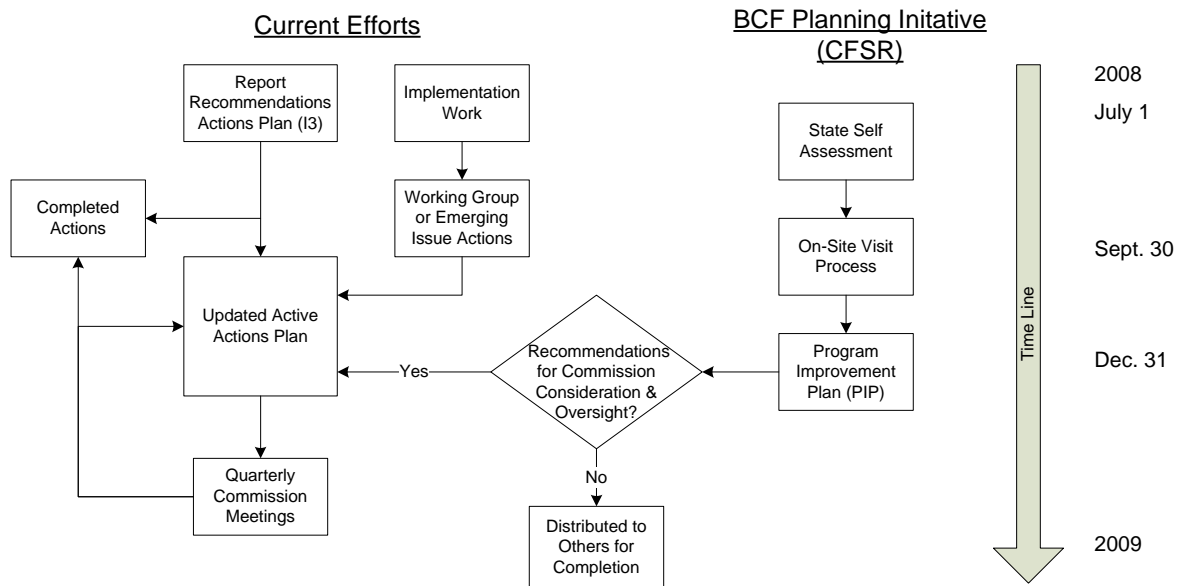 Current Efforts
BCF Planning Initative
(CFSR)
Report
Recommendations
Actions Plan (I3)
Implementation
Work
Completed
Actions
Working Group
or Emerging
Issue Actions
Updated Active
Actions Plan
Quarterly
Commission
Meetings
State Self
Assessment
On-Site Visit
Process
Program
Improvement
Plan (PIP)
Recommendations
for Commission
Consideration &
Oversight?
Yes
No
Distributed to
Others for
Completion
Time Line
2008
July 1
Sept. 30
Dec. 31
2009